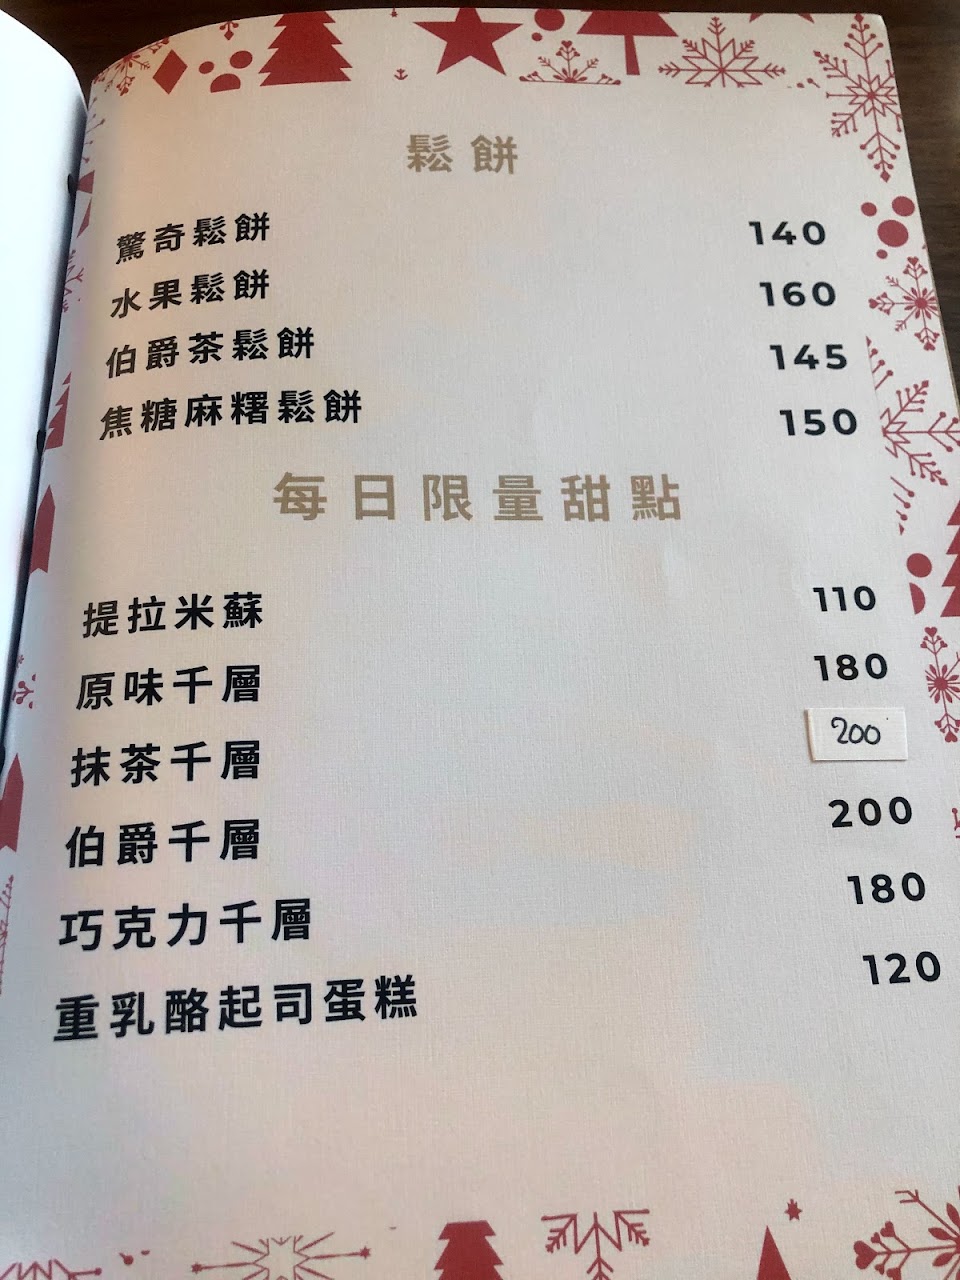 鬆餅
驚奇鬆餅 140
水果鬆餅 160
伯爵茶鬆餅 145
焦糖麻糬鬆餅 150
每日限量甜點
提拉米蘇 110
原味千層 180
抹茶千層 200
伯爵千層 200
巧克力千層 180
重乳酪起司蛋糕 120